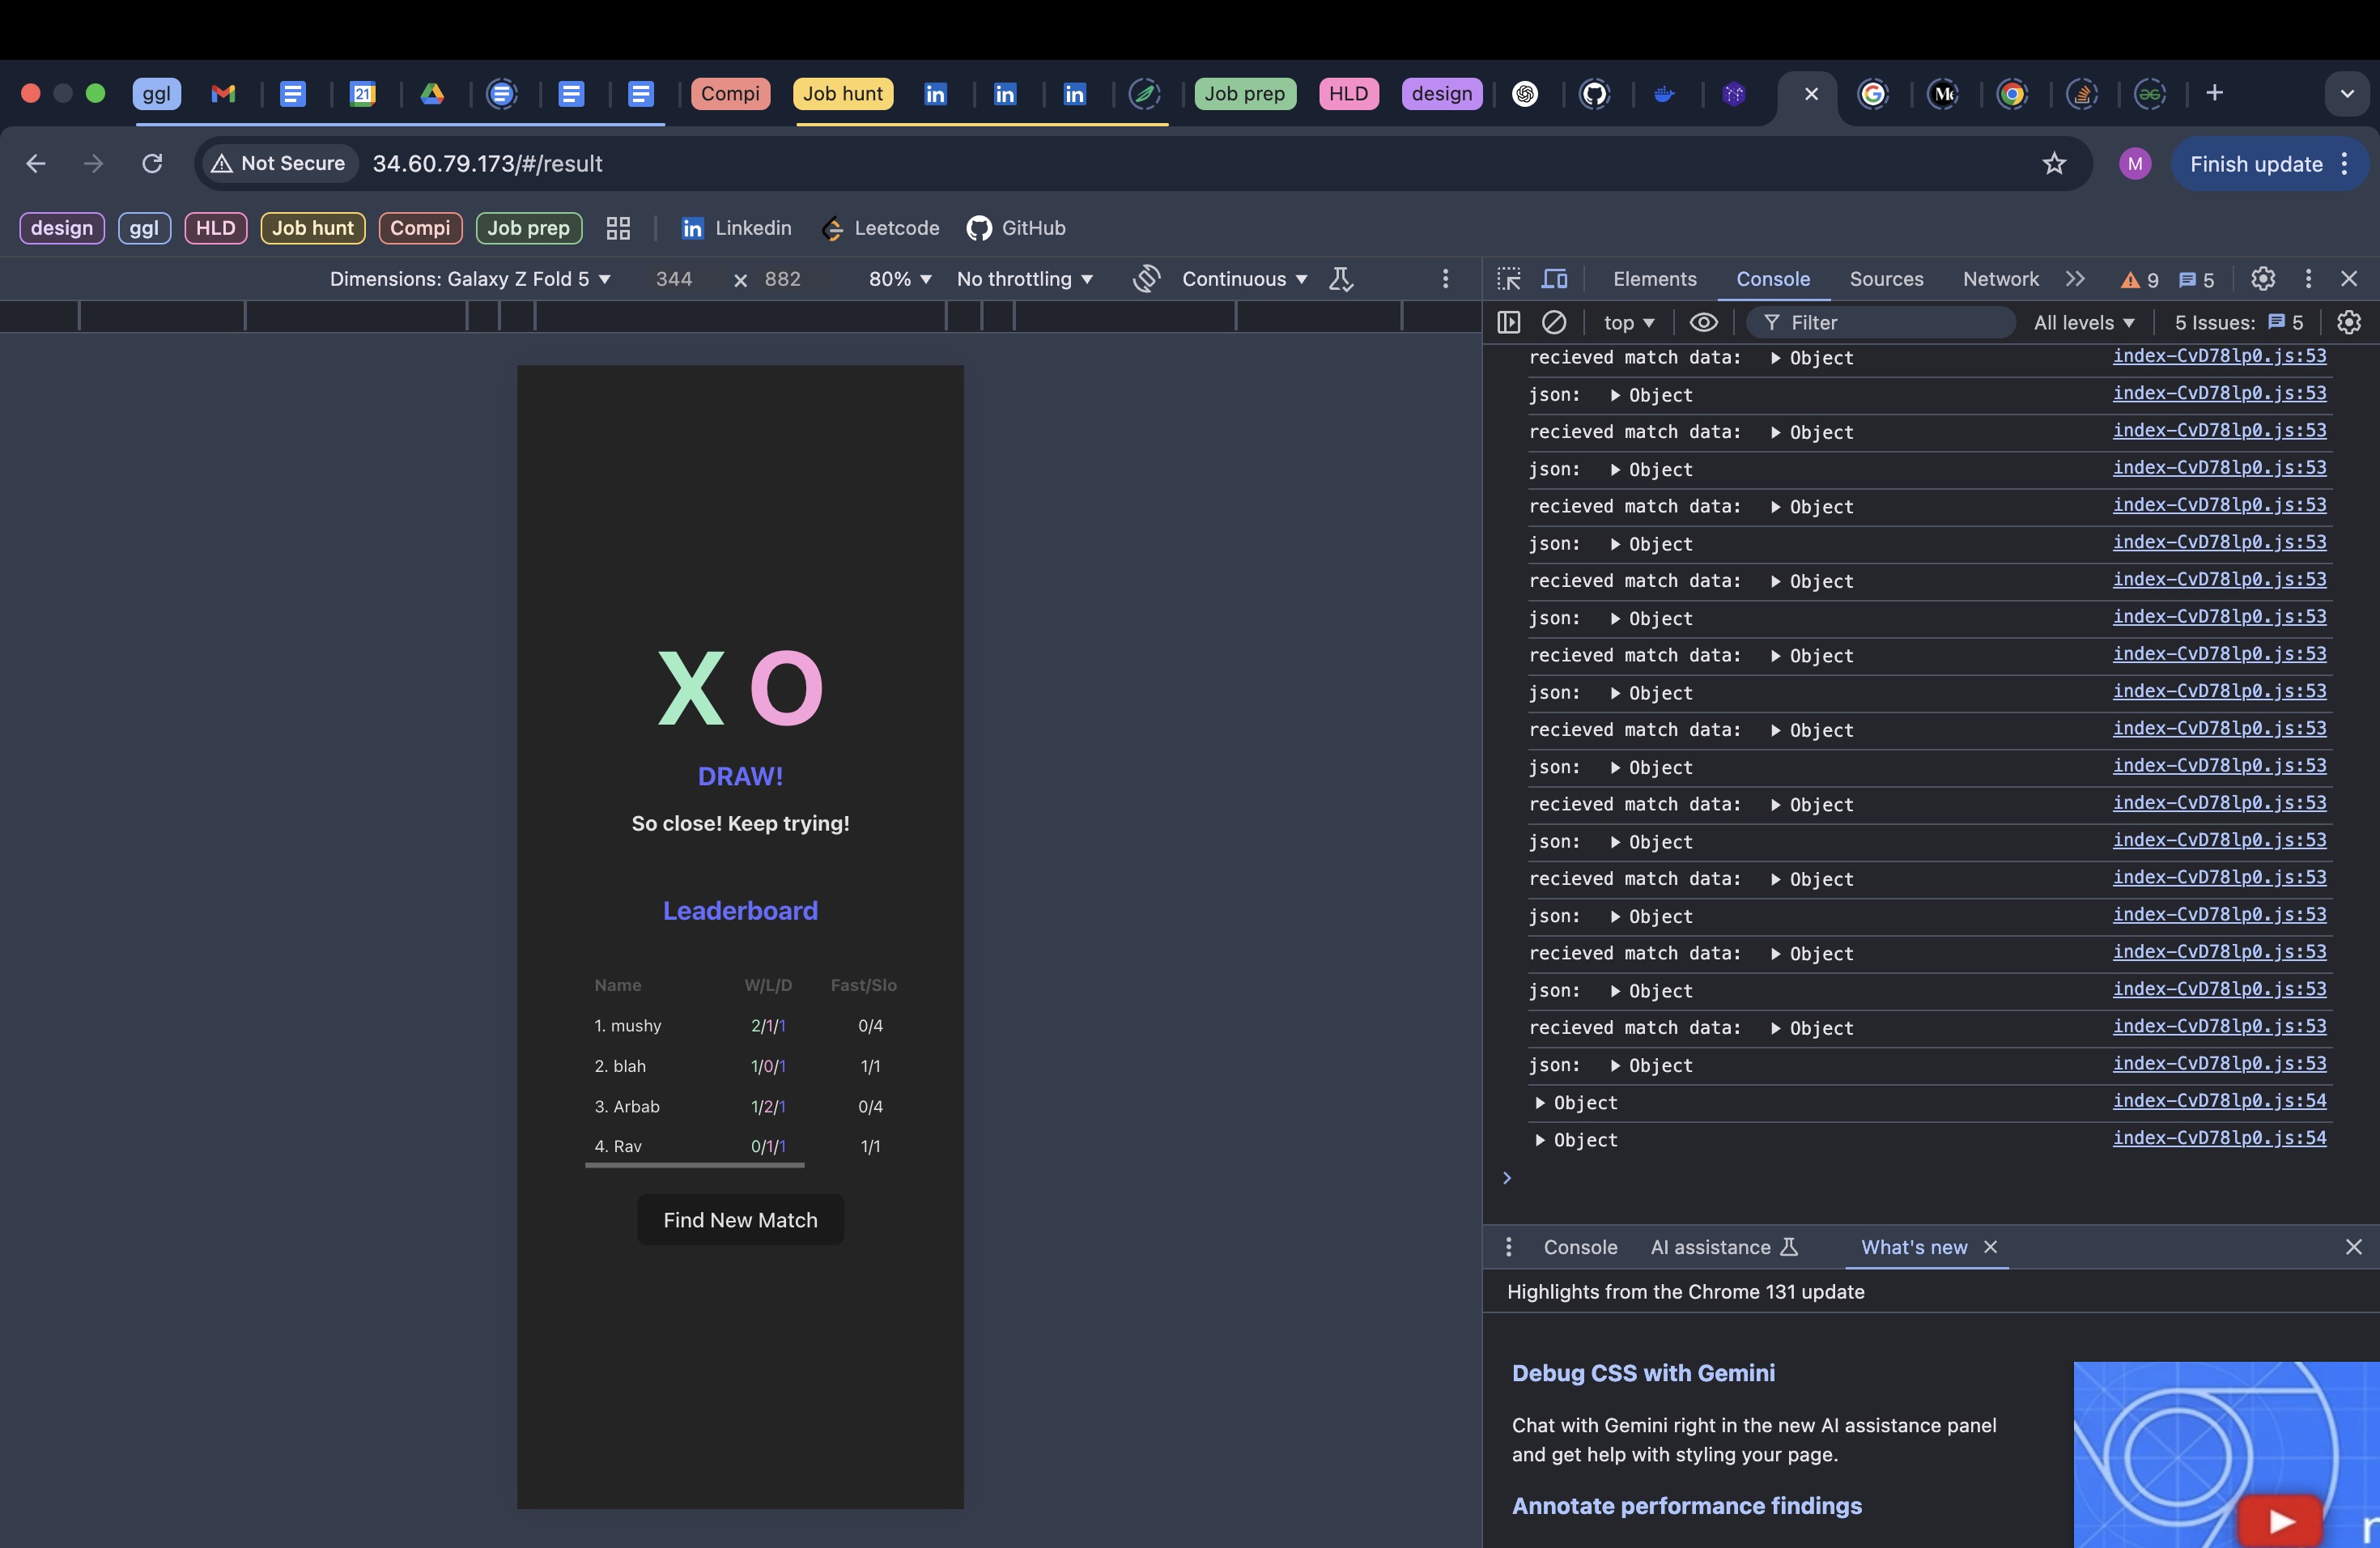 ggl
21
Compi
Job hunt
in
in
in
Job prep
HLD
design
Not Secure
34.60.79.173/#/result
M
Finish update
design
ggl
HLD
Job hunt
Compi
Job prep
in
Linkedin
Leetcode
GitHub
Dimensions: Galaxy Z Fold 5
344
×
882
80%
No throttling
Continuous
Elements
Console
Sources
Network
9
5
top
Filter
All levels
5 Issues:
5
X O
DRAW!
So close! Keep trying!
Leaderboard
Name W/L/D Fast/Slo
1. mushy 2/1/1 0/4
2. blah 1/0/1 1/1
3. Arbab 1/2/1 0/4
4. Rav 0/1/1 1/1
Find New Match
recieved match data: Object index-CvD78lp0.js:53
json: Object index-CvD78lp0.js:53
recieved match data: Object index-CvD78lp0.js:53
json: Object index-CvD78lp0.js:53
recieved match data: Object index-CvD78lp0.js:53
json: Object index-CvD78lp0.js:53
recieved match data: Object index-CvD78lp0.js:53
json: Object index-CvD78lp0.js:53
recieved match data: Object index-CvD78lp0.js:53
json: Object index-CvD78lp0.js:53
recieved match data: Object index-CvD78lp0.js:53
json: Object index-CvD78lp0.js:53
recieved match data: Object index-CvD78lp0.js:53
json: Object index-CvD78lp0.js:53
recieved match data: Object index-CvD78lp0.js:53
json: Object index-CvD78lp0.js:53
recieved match data: Object index-CvD78lp0.js:53
json: Object index-CvD78lp0.js:53
recieved match data: Object index-CvD78lp0.js:53
json: Object index-CvD78lp0.js:53
Object index-CvD78lp0.js:54
Object index-CvD78lp0.js:54
Console
AI assistance
What's new
Highlights from the Chrome 131 update
Debug CSS with Gemini
Chat with Gemini right in the new AI assistance panel
and get help with styling your page.
Annotate performance findings